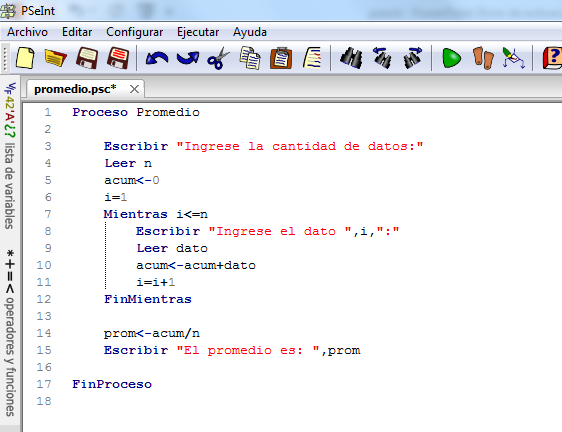 PSeInt
Archivo Editar Configurar Ejecutar Ayuda
promedio.psc*
1 Proceso Promedio
2
3 Escribir "Ingrese la cantidad de datos:"
4 Leer n
5 acum<-0
6 i=1
7 Mientras i<=n
8 Escribir "Ingrese el dato ",i,":"
9 Leer dato
10 acum<-acum+dato
11 i=i+1
12 FinMientras
13
14 prom<-acum/n
15 Escribir "El promedio es: ",prom
16
17 FinProceso
18
VF42'A'¿? lista de variables
*+=< operadores y funciones